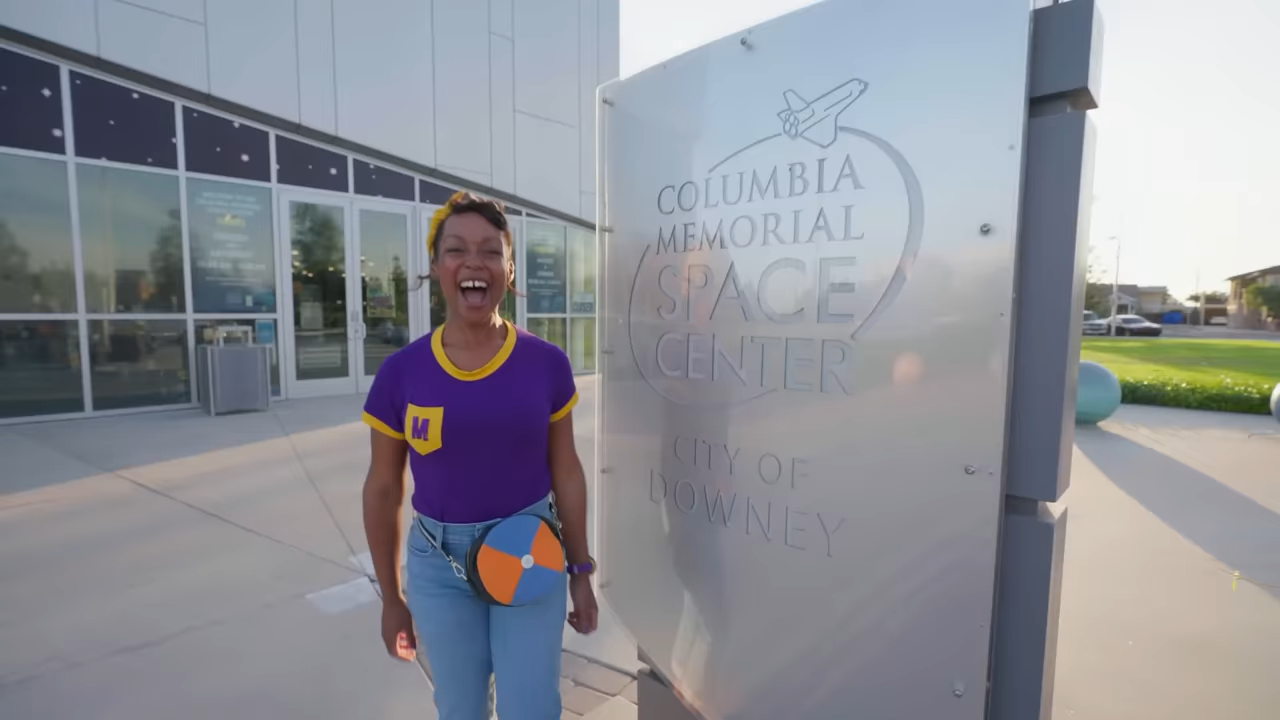 COLUMBIA
MEMORIAL
SPACE
CENTER
CITY OF
DOWNEY
M